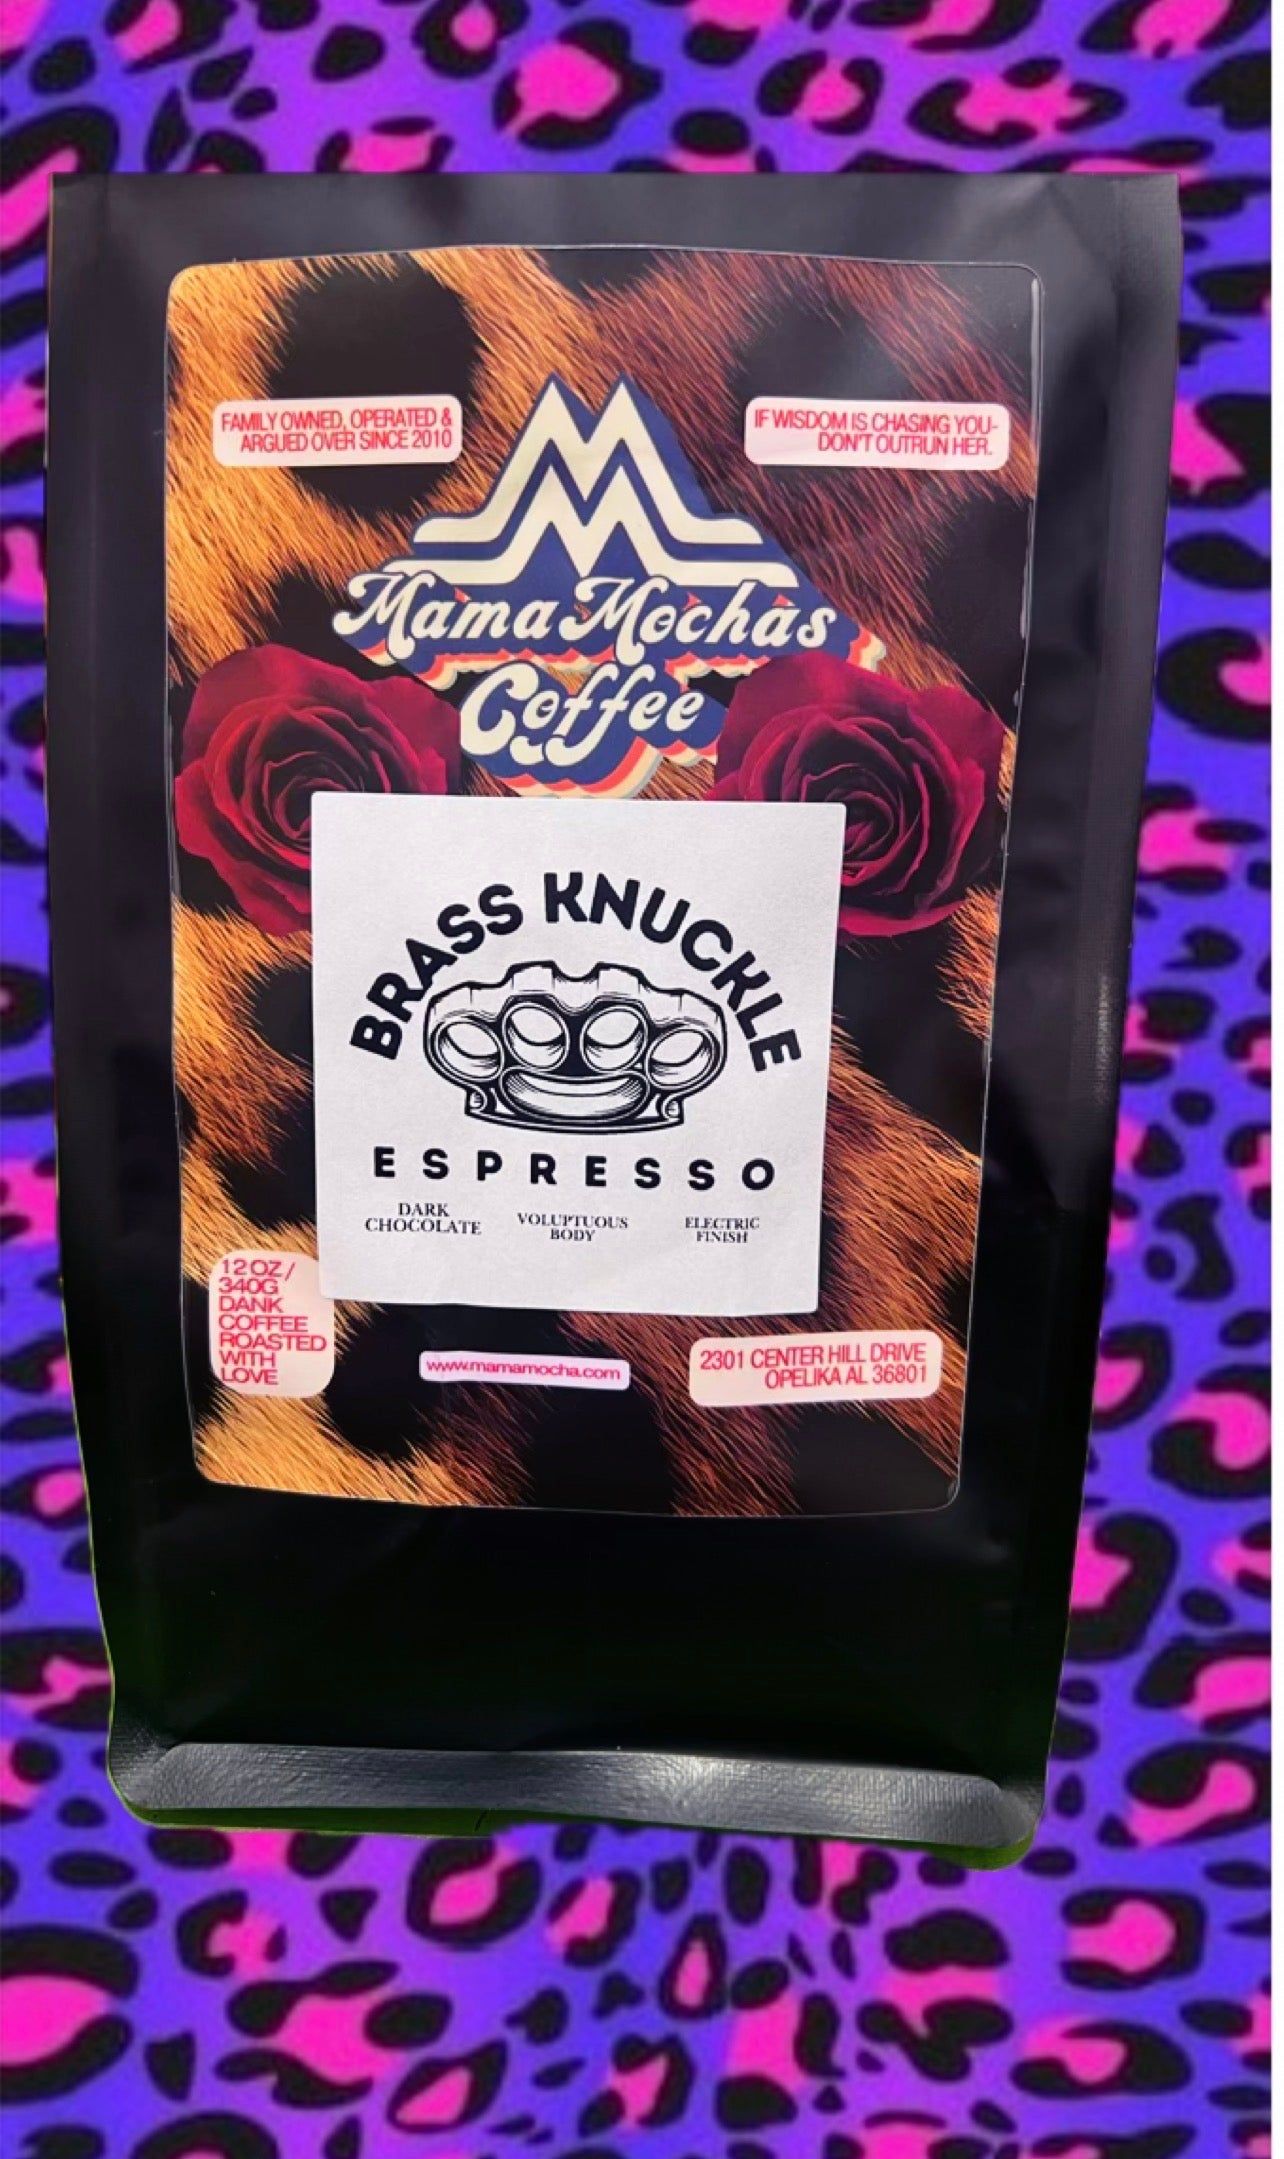 FAMILY OWNED, OPERATED &
ARGUED OVER SINCE 2010
IF WISDOM IS CHASING YOU-
DON'T OUTRUN HER.
Mama Mochas
Coffee
BRASS KNUCKLE
ESPRESSO
DARK
CHOCOLATE
VOLUPTUOUS
BODY
ELECTRIC
FINISH
12 OZ /
340G
DANK
COFFEE
ROASTED
WITH
LOVE
www.mamamocha.com
2301 CENTER HILL DRIVE
OPELIKA AL 36801